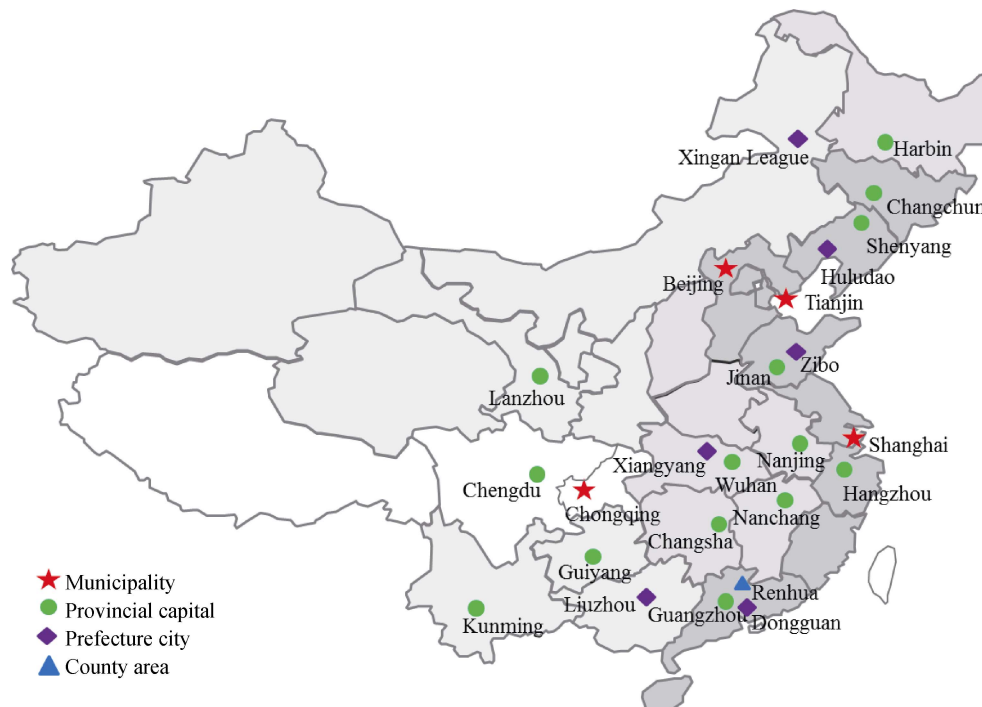 Xingan League
Harbin
Changchun
Shenyang
Huludao
Beijing
Tianjin
Zibo
Jinan
Lanzhou
Shanghai
Nanjing
Xiangyang
Wuhan
Hangzhou
Chengdu
Chongqing
Nanchang
Changsha
Guiyang
Renhua
Liuzhou
Guangzhou
Dongguan
Kunming
Municipality
Provincial capital
Prefecture city
County area